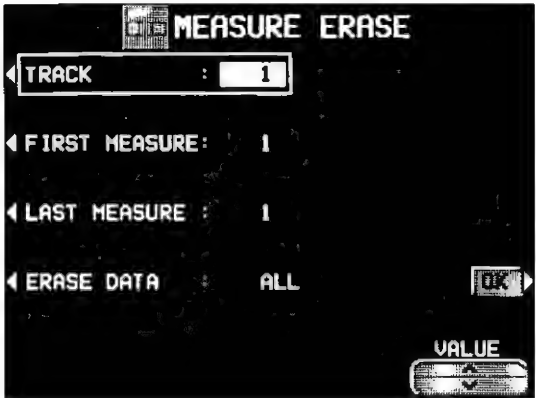 MEASURE ERASE
TRACK : 1
FIRST MEASURE: 1
LAST MEASURE : 1
ERASE DATA : ALL
OK
VALUE